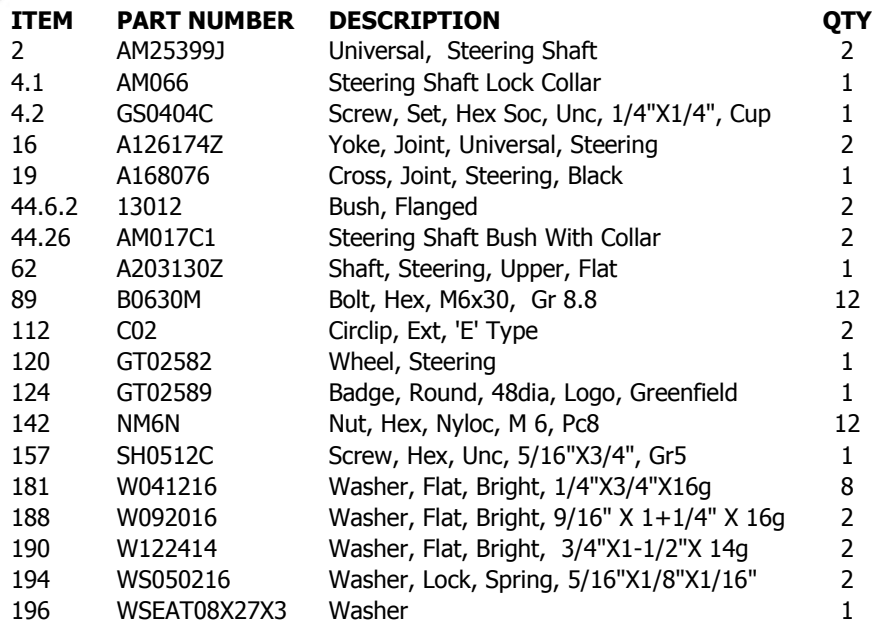 ITEM PART NUMBER DESCRIPTION QTY
2 AM25399J Universal, Steering Shaft 2
4.1 AM066 Steering Shaft Lock Collar 1
4.2 GS0404C Screw, Set, Hex Soc, Unc, 1/4"X1/4", Cup 1
16 A126174Z Yoke, Joint, Universal, Steering 2
19 A168076 Cross, Joint, Steering, Black 1
44.6.2 13012 Bush, Flanged 2
44.26 AM017C1 Steering Shaft Bush With Collar 2
62 A203130Z Shaft, Steering, Upper, Flat 1
89 B0630M Bolt, Hex, M6x30, Gr 8.8 12
112 C02 Circlip, Ext, 'E' Type 2
120 GT02582 Wheel, Steering 1
124 GT02589 Badge, Round, 48dia, Logo, Greenfield 1
142 NM6N Nut, Hex, Nyloc, M 6, Pc8 12
157 SH0512C Screw, Hex, Unc, 5/16"X3/4", Gr5 1
181 W041216 Washer, Flat, Bright, 1/4"X3/4"X16g 8
188 W092016 Washer, Flat, Bright, 9/16" X 1+1/4" X 16g 2
190 W122414 Washer, Flat, Bright, 3/4"X1-1/2"X 14g 2
194 WS050216 Washer, Lock, Spring, 5/16"X1/8"X1/16" 2
196 WSEAT08X27X3 Washer 1